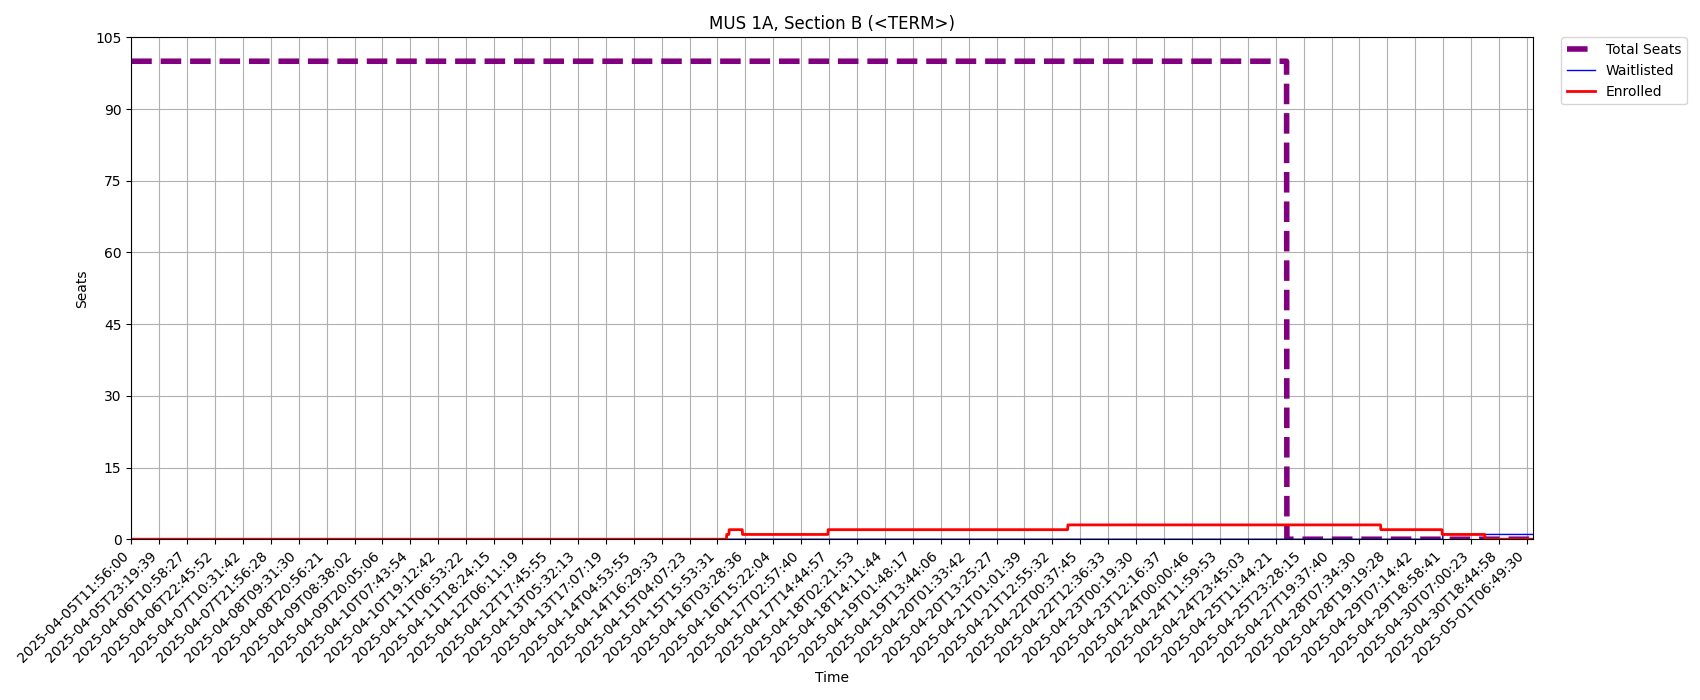 MUS 1A, Section B (<TERM>)
Total Seats
Waitlisted
Enrolled
105
90
75
60
45
30
15
0
Seats
2025-04-05T11:56:00
2025-04-05T23:19:39
2025-04-06T10:58:27
2025-04-06T22:45:52
2025-04-07T10:31:42
2025-04-07T21:56:28
2025-04-08T09:31:30
2025-04-08T20:56:21
2025-04-09T08:38:02
2025-04-09T20:05:06
2025-04-10T07:43:54
2025-04-10T19:12:42
2025-04-11T06:53:22
2025-04-11T18:24:15
2025-04-12T06:11:19
2025-04-12T17:45:55
2025-04-13T05:32:13
2025-04-13T17:07:19
2025-04-14T04:53:55
2025-04-14T16:29:33
2025-04-15T04:07:23
2025-04-15T15:53:31
2025-04-16T03:28:36
2025-04-16T15:22:04
2025-04-17T02:57:40
2025-04-17T14:44:57
2025-04-18T02:21:53
2025-04-18T14:11:44
2025-04-19T01:48:17
2025-04-19T13:44:06
2025-04-20T01:33:42
2025-04-20T13:25:27
2025-04-21T01:01:39
2025-04-21T12:55:32
2025-04-22T00:37:45
2025-04-22T12:36:33
2025-04-23T00:19:30
2025-04-23T12:16:37
2025-04-24T00:00:46
2025-04-24T11:59:53
2025-04-24T23:45:03
2025-04-25T11:44:21
2025-04-25T23:28:15
2025-04-27T19:37:40
2025-04-28T07:34:30
2025-04-28T19:19:28
2025-04-29T07:14:42
2025-04-29T18:58:41
2025-04-30T07:00:23
2025-04-30T18:44:58
2025-05-01T06:49:30
Time